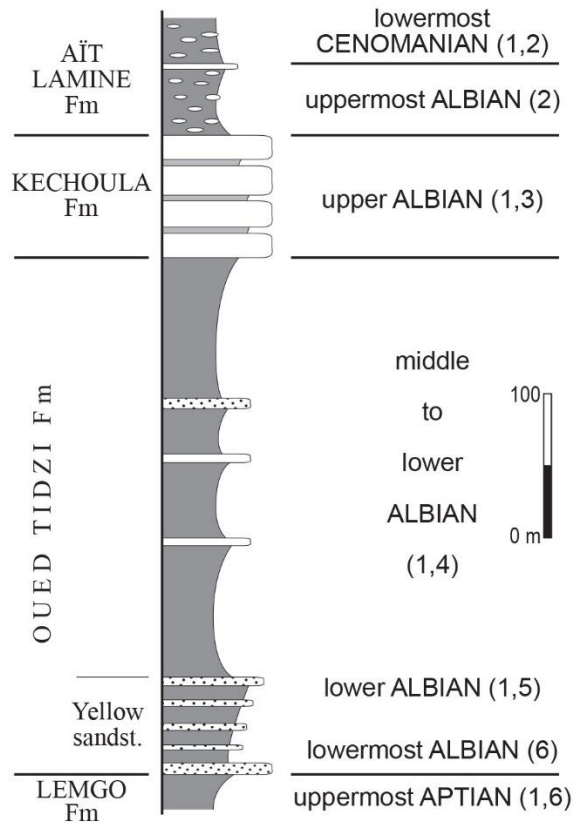 AÏT
LAMINE
Fm
lowermost
CENOMANIAN (1,2)
uppermost ALBIAN (2)
KECHOULA
Fm
upper ALBIAN (1,3)
OUED TIDZI Fm
middle
to
lower
ALBIAN
(1,4)
100
0 m
Yellow
sandst.
lower ALBIAN (1,5)
lowermost ALBIAN (6)
LEMGO
Fm
uppermost APTIAN (1,6)